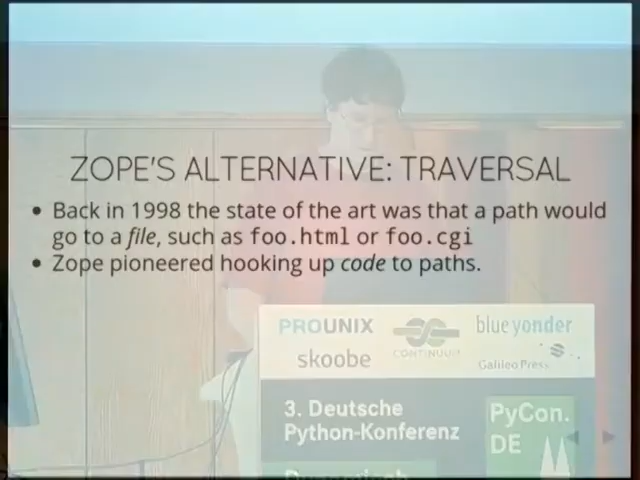 ZOPE'S ALTERNATIVE: TRAVERSAL
• Back in 1998 the state of the art was that a path would
go to a file, such as foo.html or foo.cgi
• Zope pioneered hooking up code to paths.
PROUNIX
CONTINUUM
blueyonder
skoobe
Galileo Press
3. Deutsche
Python-Konferenz
PyCon.
DE